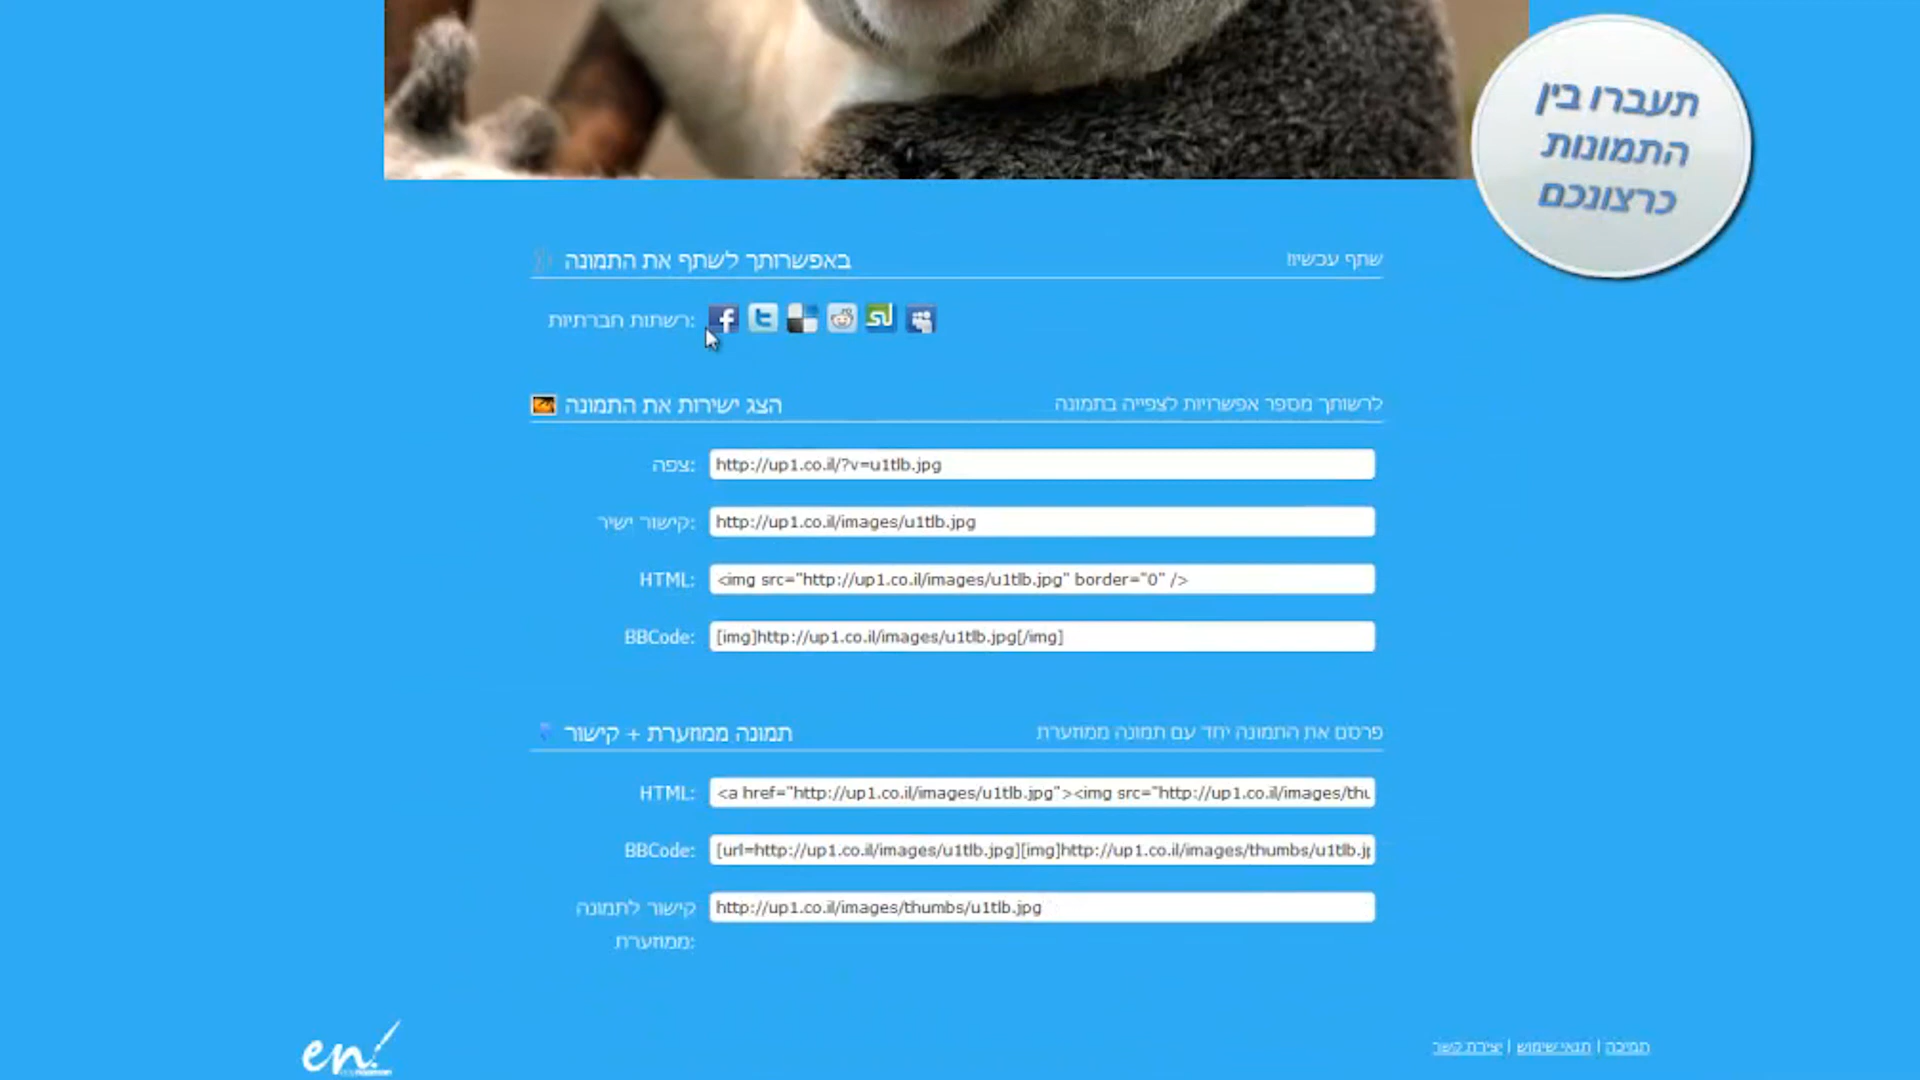 תעברו בין
התמונות
כרצונכם
באפשרותך לשתף את התמונה
שתף עכשיו!
רשתות חברתיות:
הצג ישירות את התמונה
לרשותך מספר אפשרויות לצפייה בתמונה
צפה:
http://up1.co.il/?v=u1tlb.jpg
קישור ישיר:
http://up1.co.il/images/u1tlb.jpg
HTML:
<img src="http://up1.co.il/images/u1tlb.jpg" border="0" />
BBCode:
[img]http://up1.co.il/images/u1tlb.jpg[/img]
תמונה ממוזערת + קישור
פרסם את התמונה יחד עם תמונה ממוזערת
HTML:
<a href="http://up1.co.il/images/u1tlb.jpg"><img src="http://up1.co.il/images/thu
BBCode:
[url=http://up1.co.il/images/u1tlb.jpg][img]http://up1.co.il/images/thumbs/u1tlb.jp
קישור לתמונה
ממוזערת:
http://up1.co.il/images/thumbs/u1tlb.jpg
en!
תמיכה | תנאי שימוש | יצירת קשר